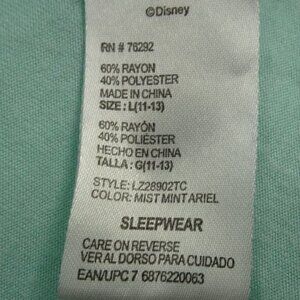 ©Disney
RN # 76292
60% RAYON
40% POLYESTER
MADE IN CHINA
SIZE : L(11-13)
60% RAYÓN
40% POLIÉSTER
HECHO EN CHINA
TALLA : G(11-13)
STYLE: LZ28902TC
COLOR: MIST MINT ARIEL
SLEEPWEAR
CARE ON REVERSE
VER AL DORSO PARA CUIDADO
EAN/UPC 7 6876220063